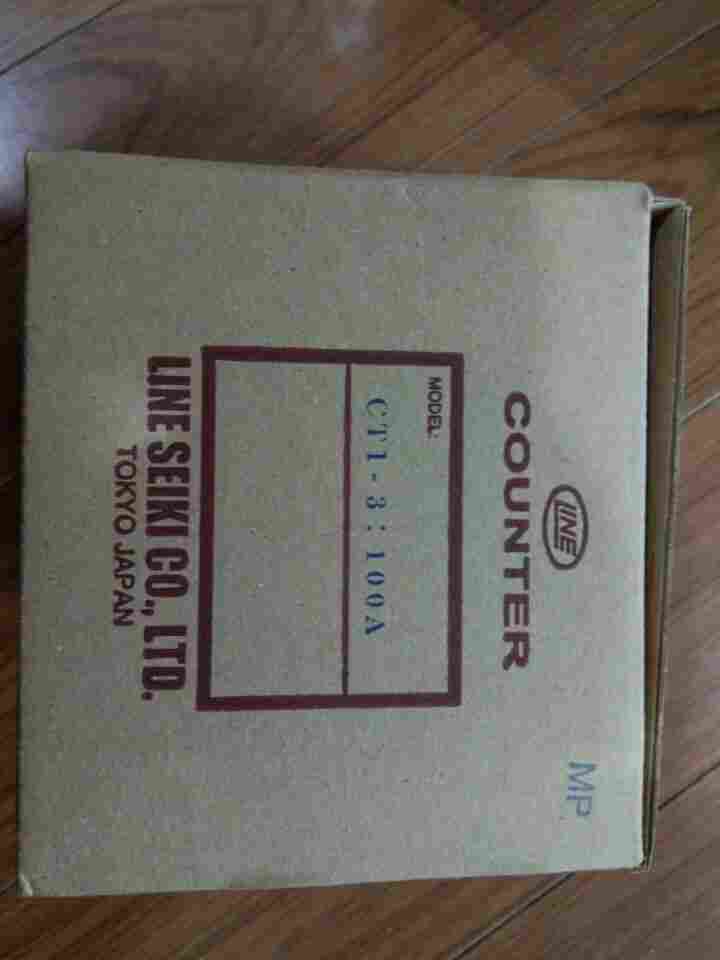 MP
LINE
COUNTER
MODEL:
CT1-3:100A
LINE SEIKI CO., LTD.
TOKYO JAPAN